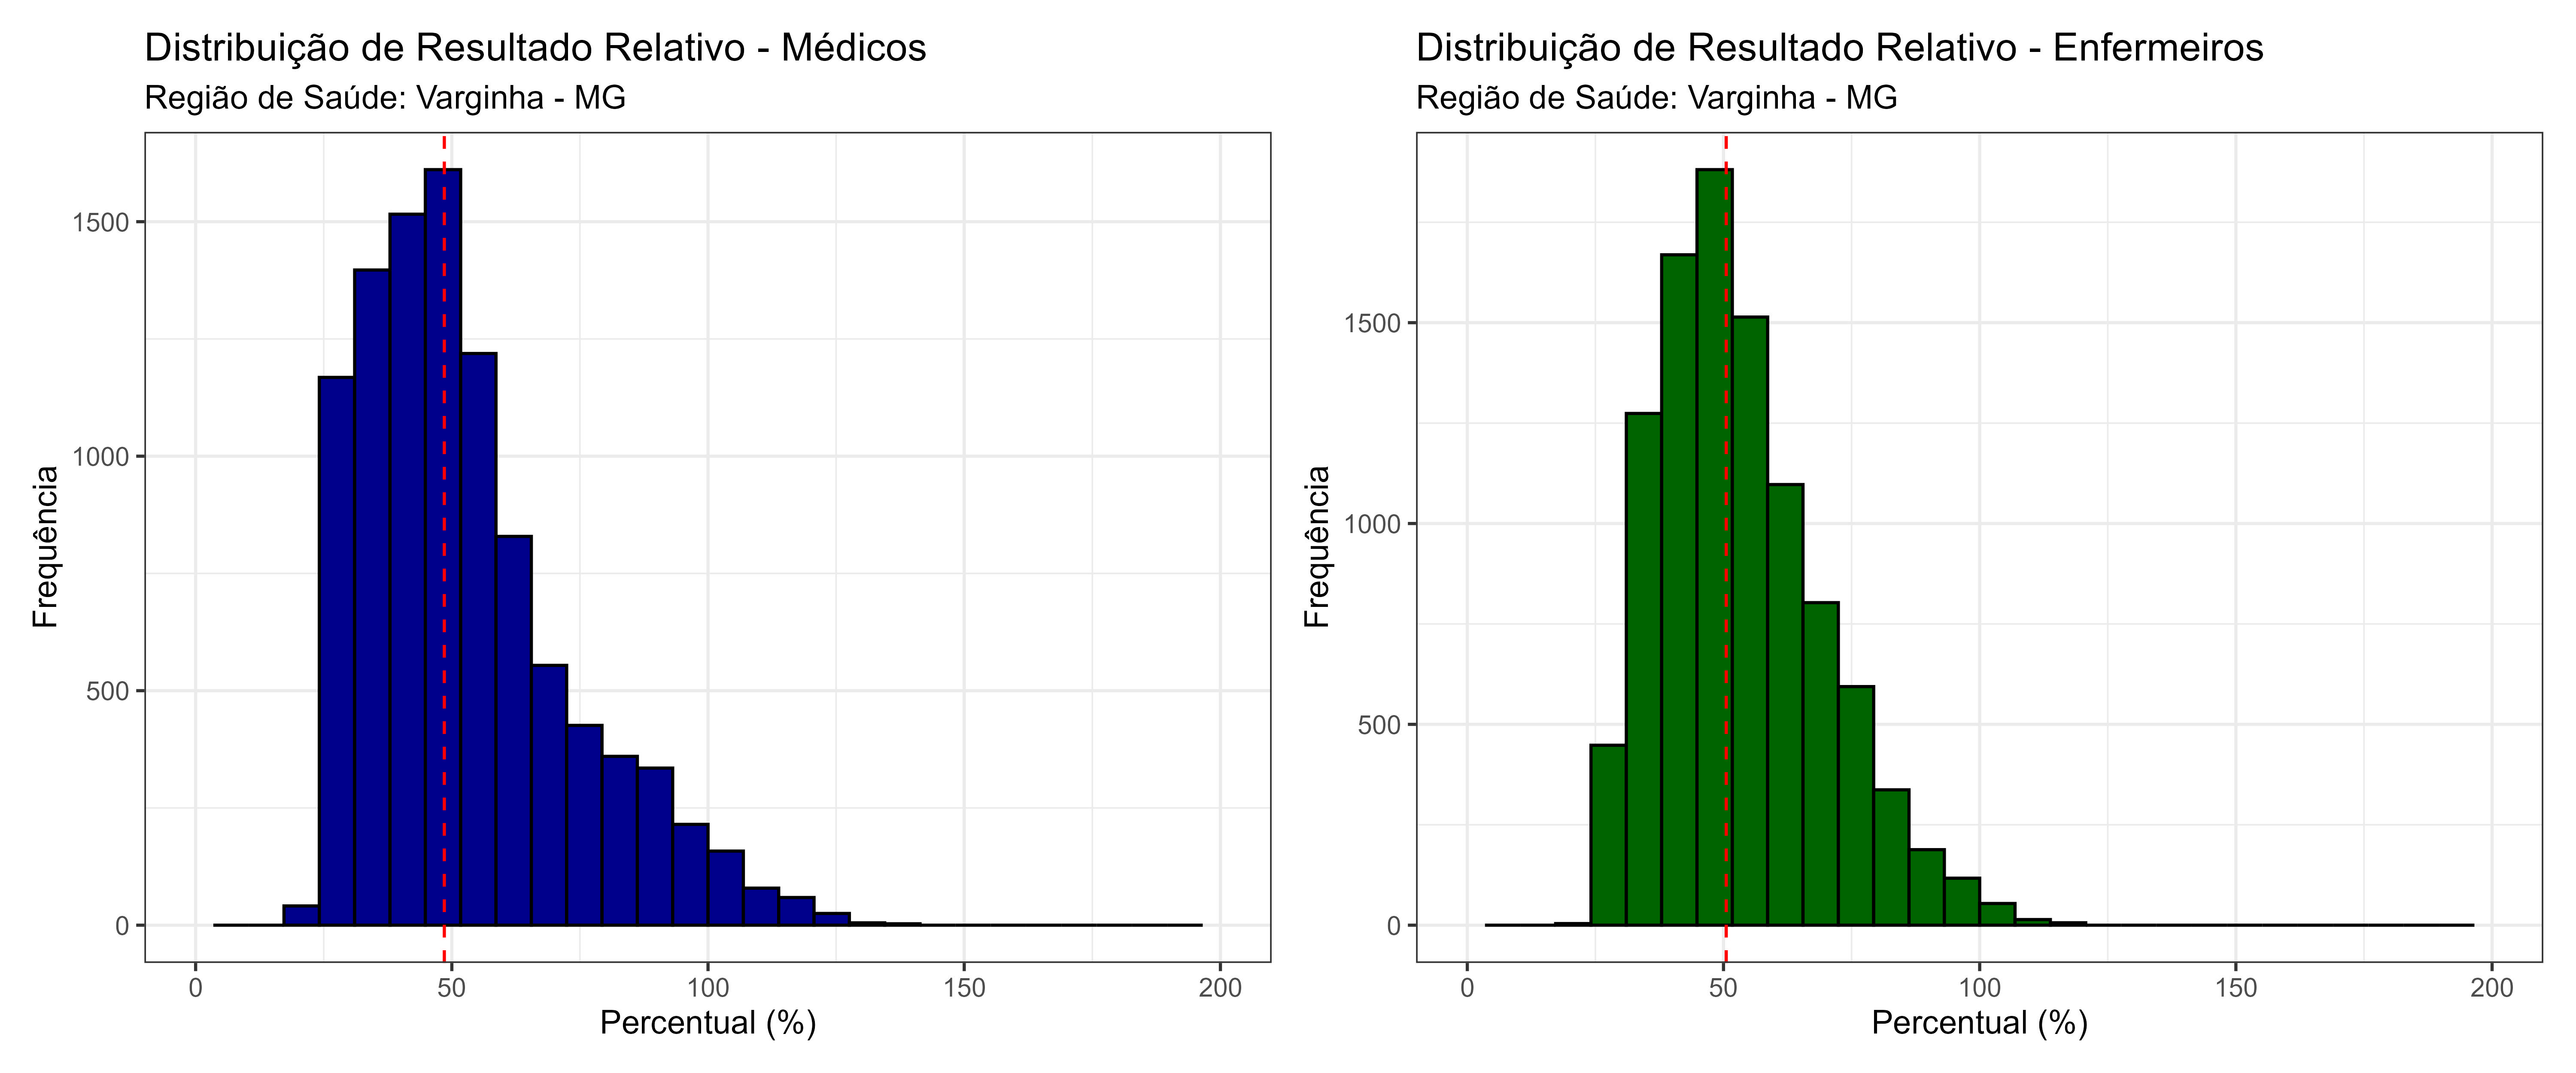 Distribuição de Resultado Relativo - Médicos
Região de Saúde: Varginha - MG
Frequência
1500
1000
500
0
0 50 100 150 200
Percentual (%)
Distribuição de Resultado Relativo - Enfermeiros
Região de Saúde: Varginha - MG
Frequência
1500
1000
500
0
0 50 100 150 200
Percentual (%)